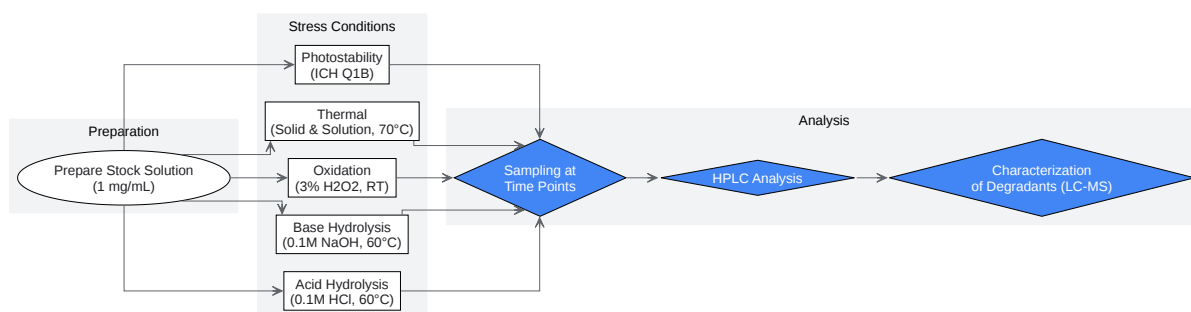 Stress Conditions
Photostability
(ICH Q1B)
Thermal
(Solid & Solution, 70°C)
Preparation
Analysis
Prepare Stock Solution
(1 mg/mL)
Oxidation
(3% H2O2, RT)
Sampling at
Time Points
HPLC Analysis
Characterization
of Degradants (LC-MS)
Base Hydrolysis
(0.1M NaOH, 60°C)
Acid Hydrolysis
(0.1M HCl, 60°C)